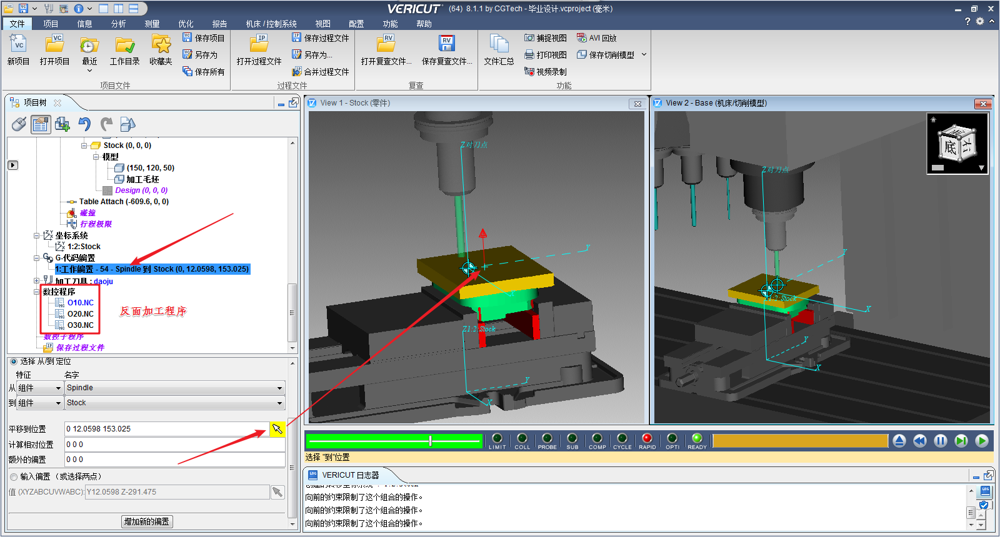 VERICUT (64) 8.1.1 by CGTech - 毕业设计.vcproject (毫米)
文件 项目 信息 分析 测量 优化 报告 机床 / 控制系统 视图 配置 功能 帮助
新项目 打开项目 最近 工作目录 收藏夹
保存项目
另存为
保存所有
项目文件
打开过程文件
保存过程文件
另存为...
合并过程文件
过程文件
打开复查文件... 保存复查文件...
复查
文件汇总
捕捉视图 AVI 回放
打印视图 保存切削模型
视频录制
功能
项目树
Stock (0, 0, 0)
模型
(150, 120, 50)
加工毛坯
Design (0, 0, 0)
Table Attach (-609.6, 0, 0)
碰撞
行程极限
坐标系统
1:2:Stock
G-代码偏置
1:工作偏置 - 54 - Spindle 到 Stock (0, 12.0598, 153.025)
加工刀具 : daoju
数控程序
O10.NC
O20.NC
O30.NC
反面加工程序
数控子程序
保存过程文件
选择 从/到 定位
特征 名字
从 组件 Spindle
到 组件 Stock
平移到位置 0 12.0598 153.025
计算相对位置 0 0 0
额外的偏置 0 0 0
输入偏置 （或选择两点）
值 (XYZABCUVWABC): Y12.0598 Z-291.475
增加新的偏置
View 1 - Stock (零件)
Z对刀点
Y
X
Z1:2:Stock
Y
X
View 2 - Base (机床/切削模型)
底
Z对刀点
Y
X
Y
X
LIMIT COLL PROBE SUB COMP CYCLE RAPID OPTI READY
选择 "到"位置
VERICUT 日志器
向前的约束限制了这个组合的操作。
向前的约束限制了这个组合的操作。
向前的约束限制了这个组合的操作。